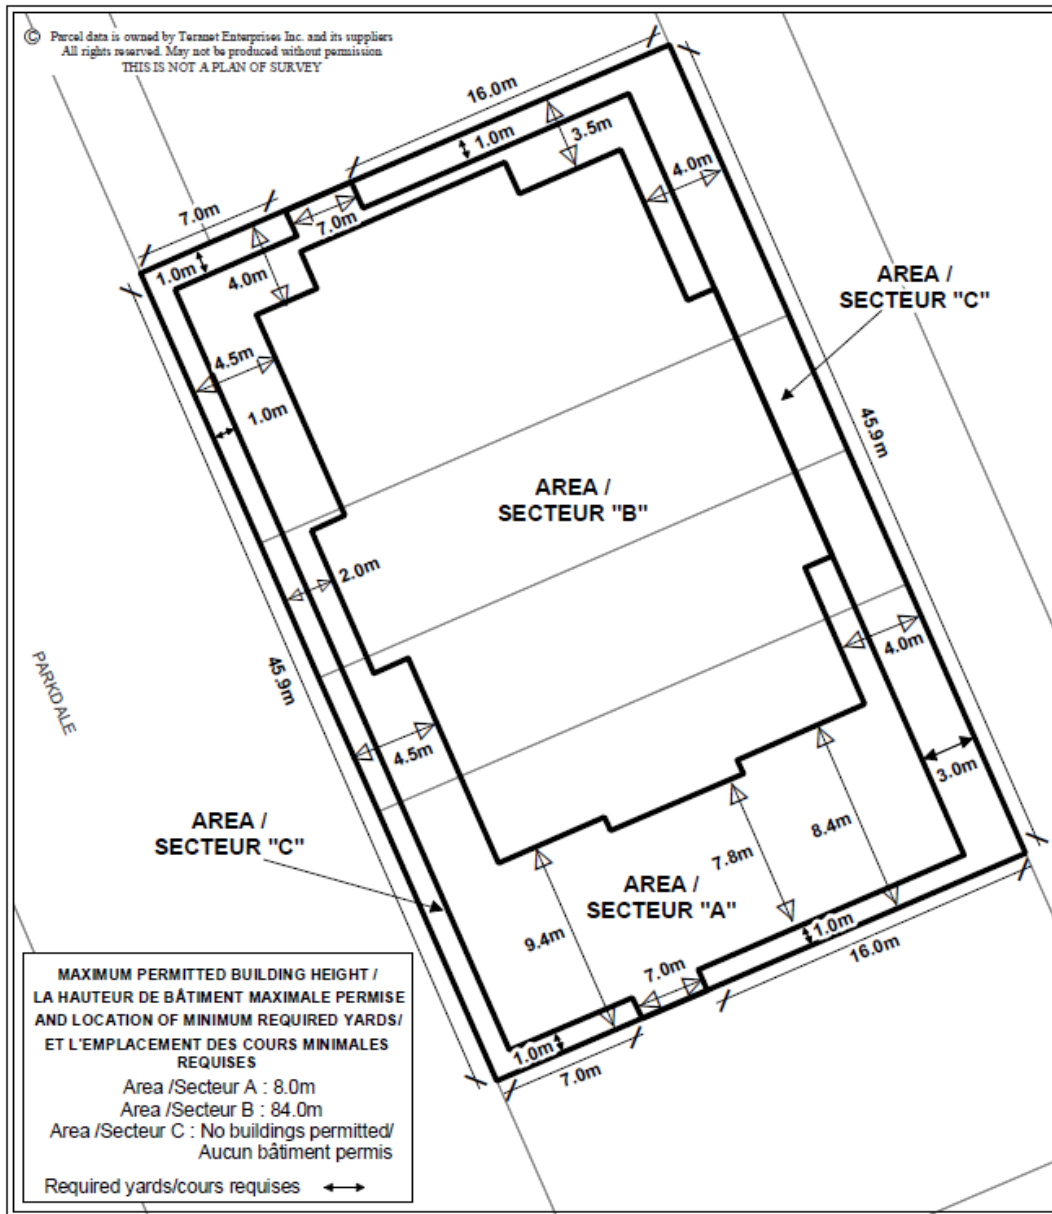 © Parcel data is owned by Teranet Enterprises Inc. and its suppliers
All rights reserved. May not be produced without permission
THIS IS NOT A PLAN OF SURVEY
16.0m
1.0m
3.5m
4.0m
7.0m
7.0m
1.0m
4.0m
AREA /
SECTEUR "C"
4.5m
1.0m
45.9m
AREA /
SECTEUR "B"
2.0m
PARKDALE
45.9m
4.0m
4.5m
3.0m
AREA /
SECTEUR "C"
8.4m
7.8m
AREA /
SECTEUR "A"
9.4m
1.0m
16.0m
7.0m
1.0m
7.0m
MAXIMUM PERMITTED BUILDING HEIGHT /
LA HAUTEUR DE BÂTIMENT MAXIMALE PERMISE
AND LOCATION OF MINIMUM REQUIRED YARDS/
ET L'EMPLACEMENT DES COURS MINIMALES
REQUISES
Area /Secteur A : 8.0m
Area /Secteur B : 84.0m
Area /Secteur C : No buildings permitted/
Aucun bâtiment permis
Required yards/cours requises